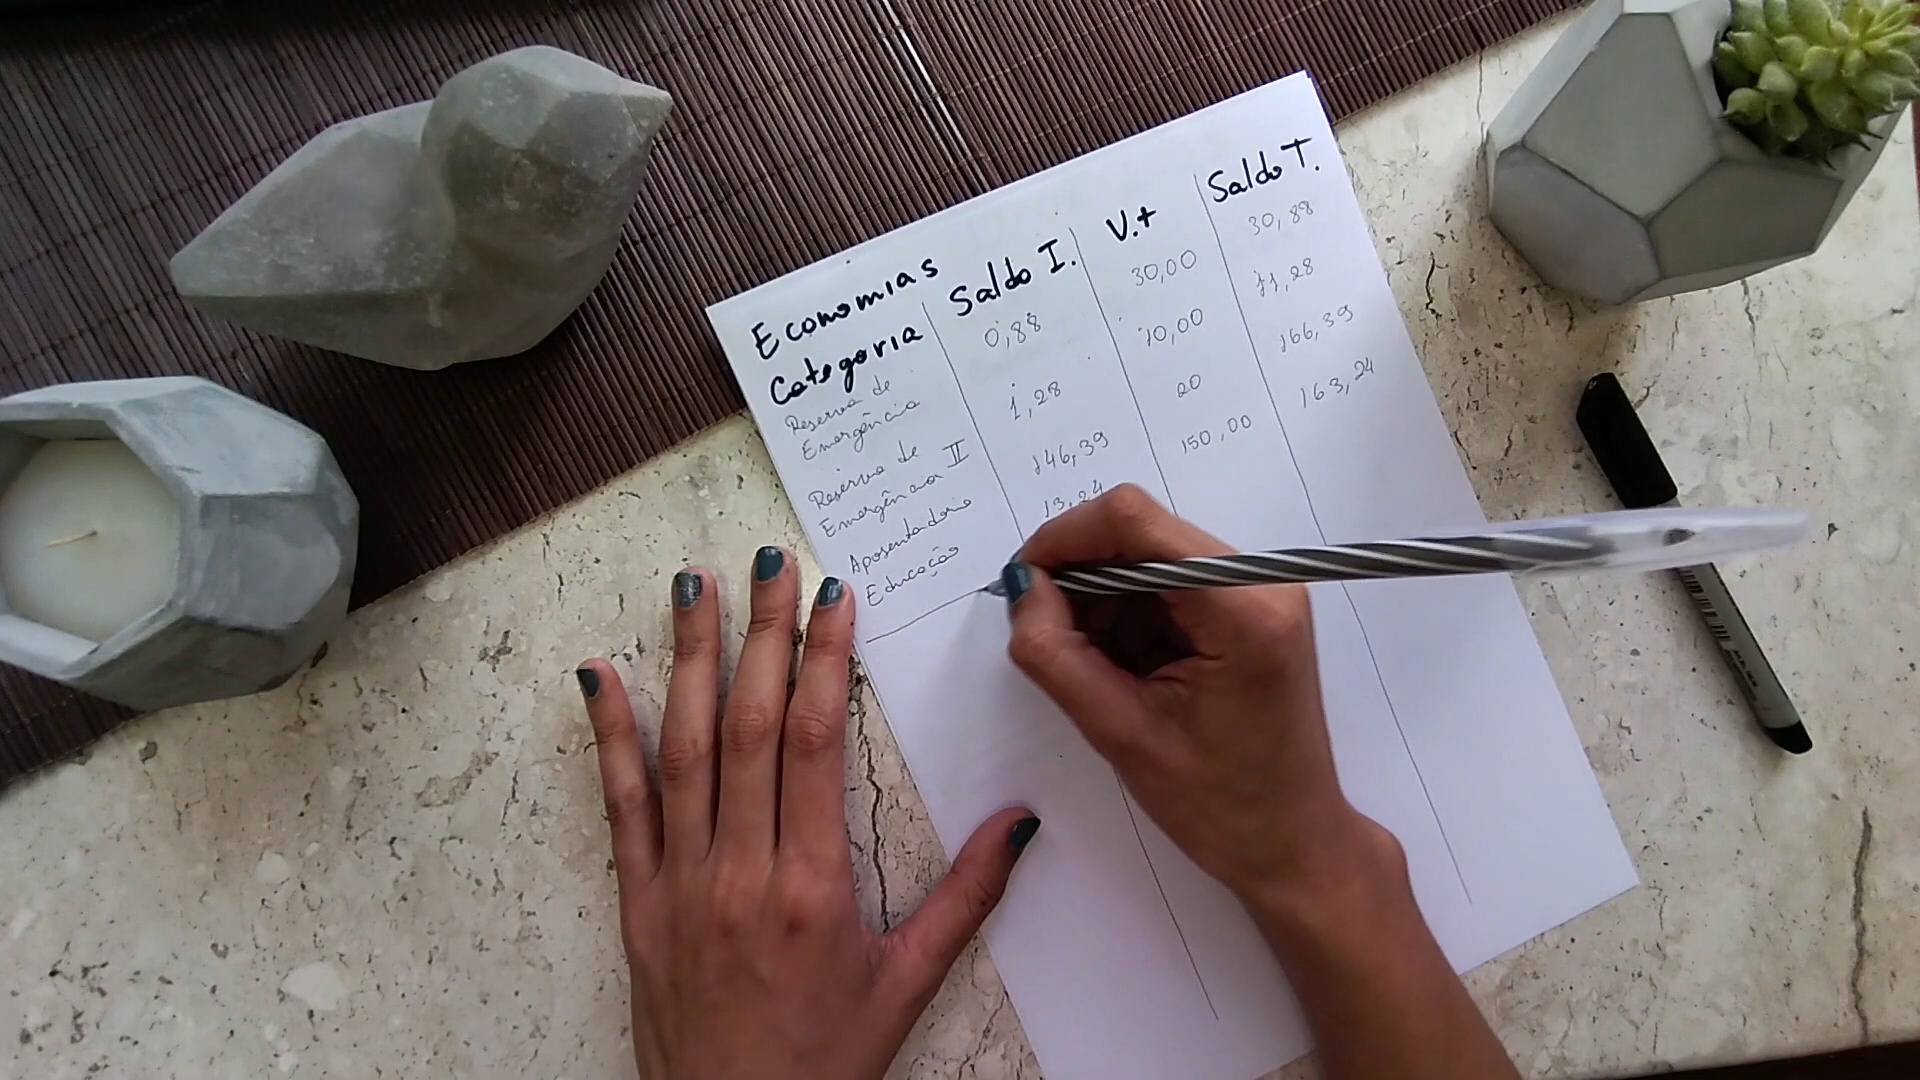 Economias
Categoria Saldo I. V.+ Saldo T.
Reserva de
Emergência 0,88 30,00 30,88
Reserva de
Emergência II 1,28 10,00 11,28
Aposentadoria 146,39 20 166,39
Educação 13,24 150,00 163,24